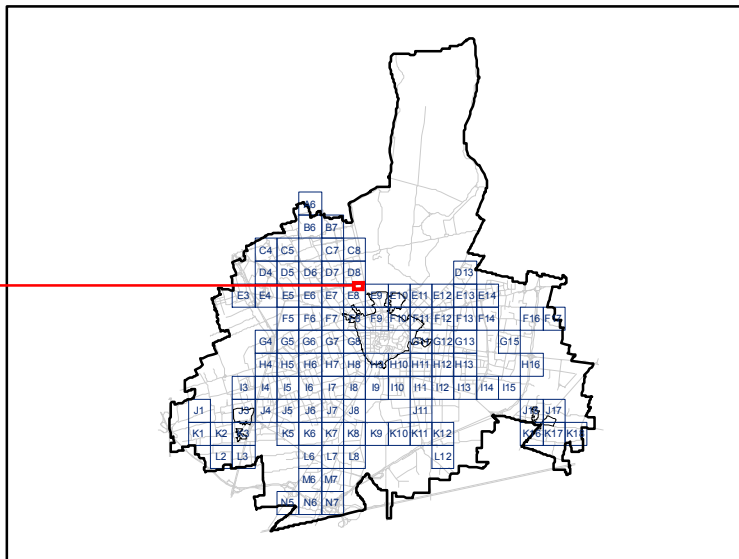 A6
B6 B7
C4 C5 C7 C8
D4 D5 D6 D7 D8 D13
E3 E4 E5 E6 E7 E8 E9 E10 E11 E12 E13 E14
F5 F6 F7 F9 F10 F11 F12 F13 F14 F16
G4 G5 G6 G7 G8 G12 G13 G15
H4 H5 H6 H7 H8 H9 H10 H11 H12 H13 H16
I3 I4 I5 I6 I7 I8 I9 I10 I11 I12 I13 I14 I15
J1 J3 J4 J5 J6 J7 J8 J11 J16 J17
K1 K2 K5 K6 K7 K8 K9 K10 K11 K12 K16 K17 K18
L2 L3 L6 L7 L8 L12
M6 M7
N5 N6 N7